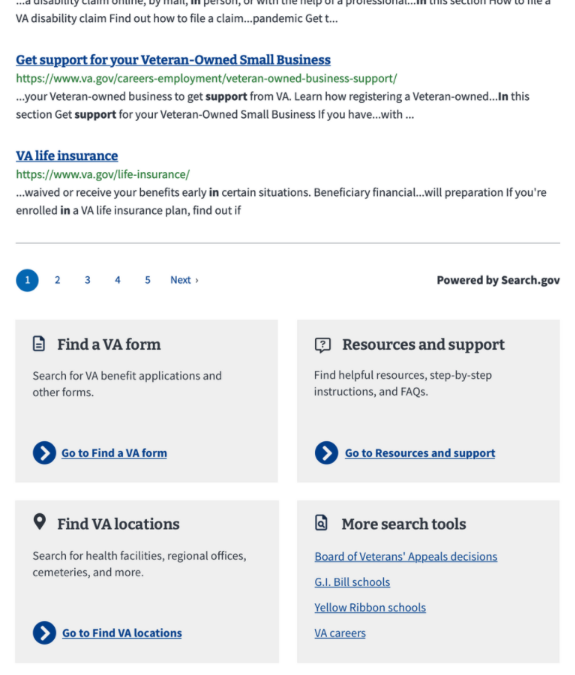 ...a disability claim online, by mail, in person, or with the help of a professional...In this section How to file a
VA disability claim Find out how to file a claim...pandemic Get t...
Get support for your Veteran-Owned Small Business
https://www.va.gov/careers-employment/veteran-owned-business-support/
...your Veteran-owned business to get support from VA. Learn how registering a Veteran-owned...In this
section Get support for your Veteran-Owned Small Business If you have...with ...
VA life insurance
https://www.va.gov/life-insurance/
...waived or receive your benefits early in certain situations. Beneficiary financial...will preparation If you're
enrolled in a VA life insurance plan, find out if
1 2 3 4 5 Next ›
Powered by Search.gov
Find a VA form
Search for VA benefit applications and
other forms.
Go to Find a VA form
Resources and support
Find helpful resources, step-by-step
instructions, and FAQs.
Go to Resources and support
Find VA locations
Search for health facilities, regional offices,
cemeteries, and more.
Go to Find VA locations
More search tools
Board of Veterans' Appeals decisions
G.I. Bill schools
Yellow Ribbon schools
VA careers